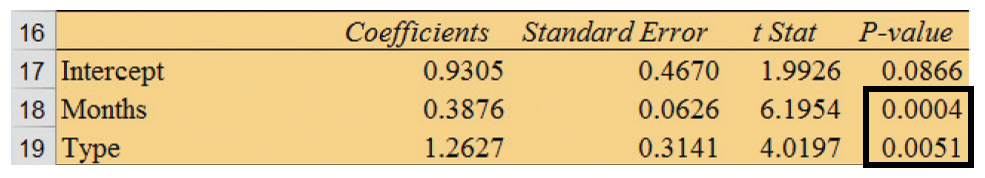 16 Coefficients Standard Error t Stat P-value
17 Intercept 0.9305 0.4670 1.9926 0.0866
18 Months 0.3876 0.0626 6.1954 0.0004
19 Type 1.2627 0.3141 4.0197 0.0051